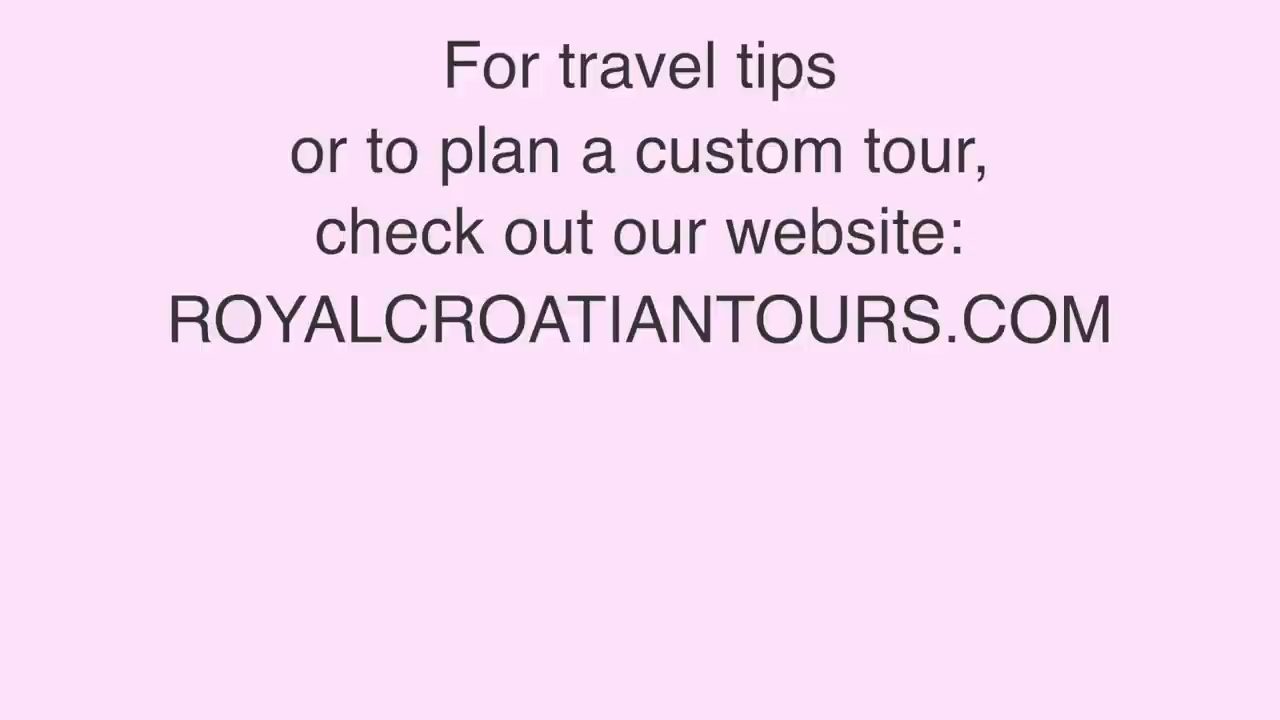 For travel tips
or to plan a custom tour,
check out our website:
ROYALCROATIANTOURS.COM